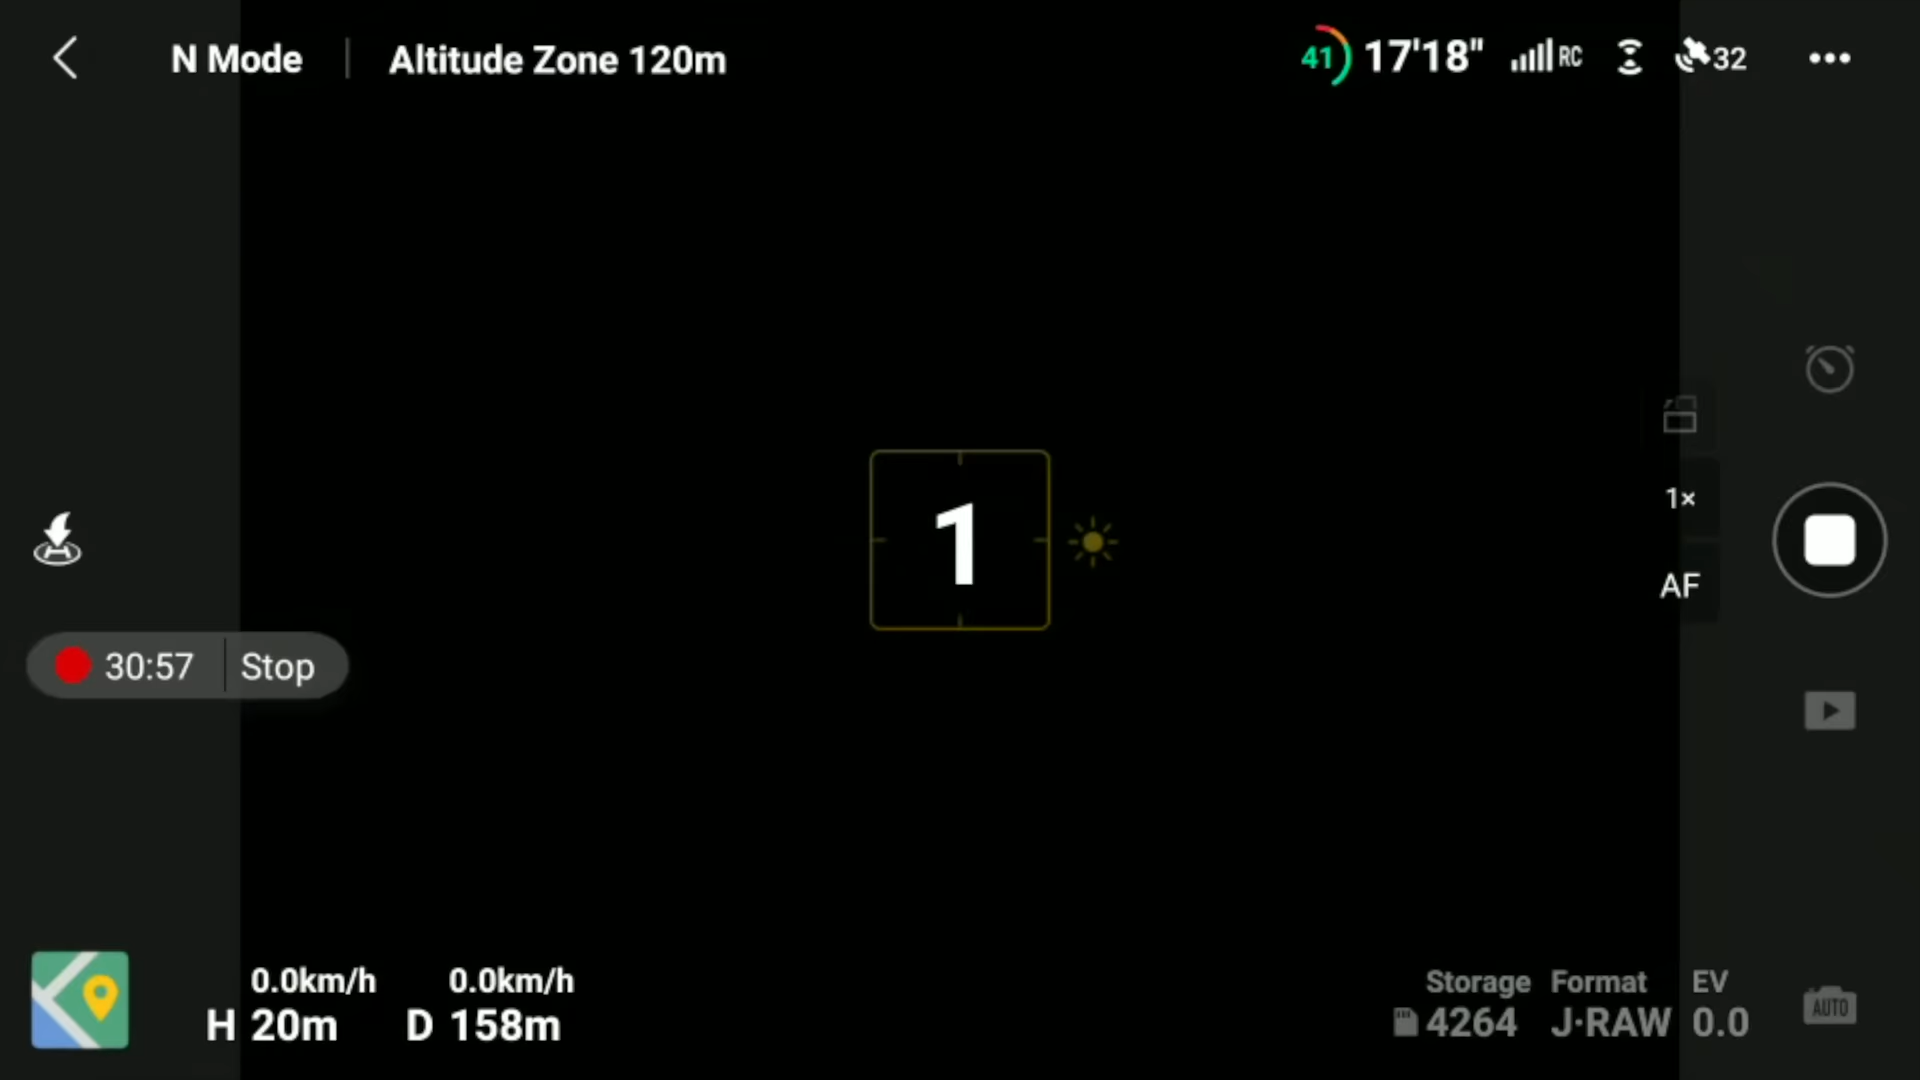 N Mode | Altitude Zone 120m
41 17'18" RC 32
1
1×
AF
30:57 Stop
0.0km/h 0.0km/h
H 20m D 158m
Storage Format EV
4264 J·RAW 0.0
AUTO